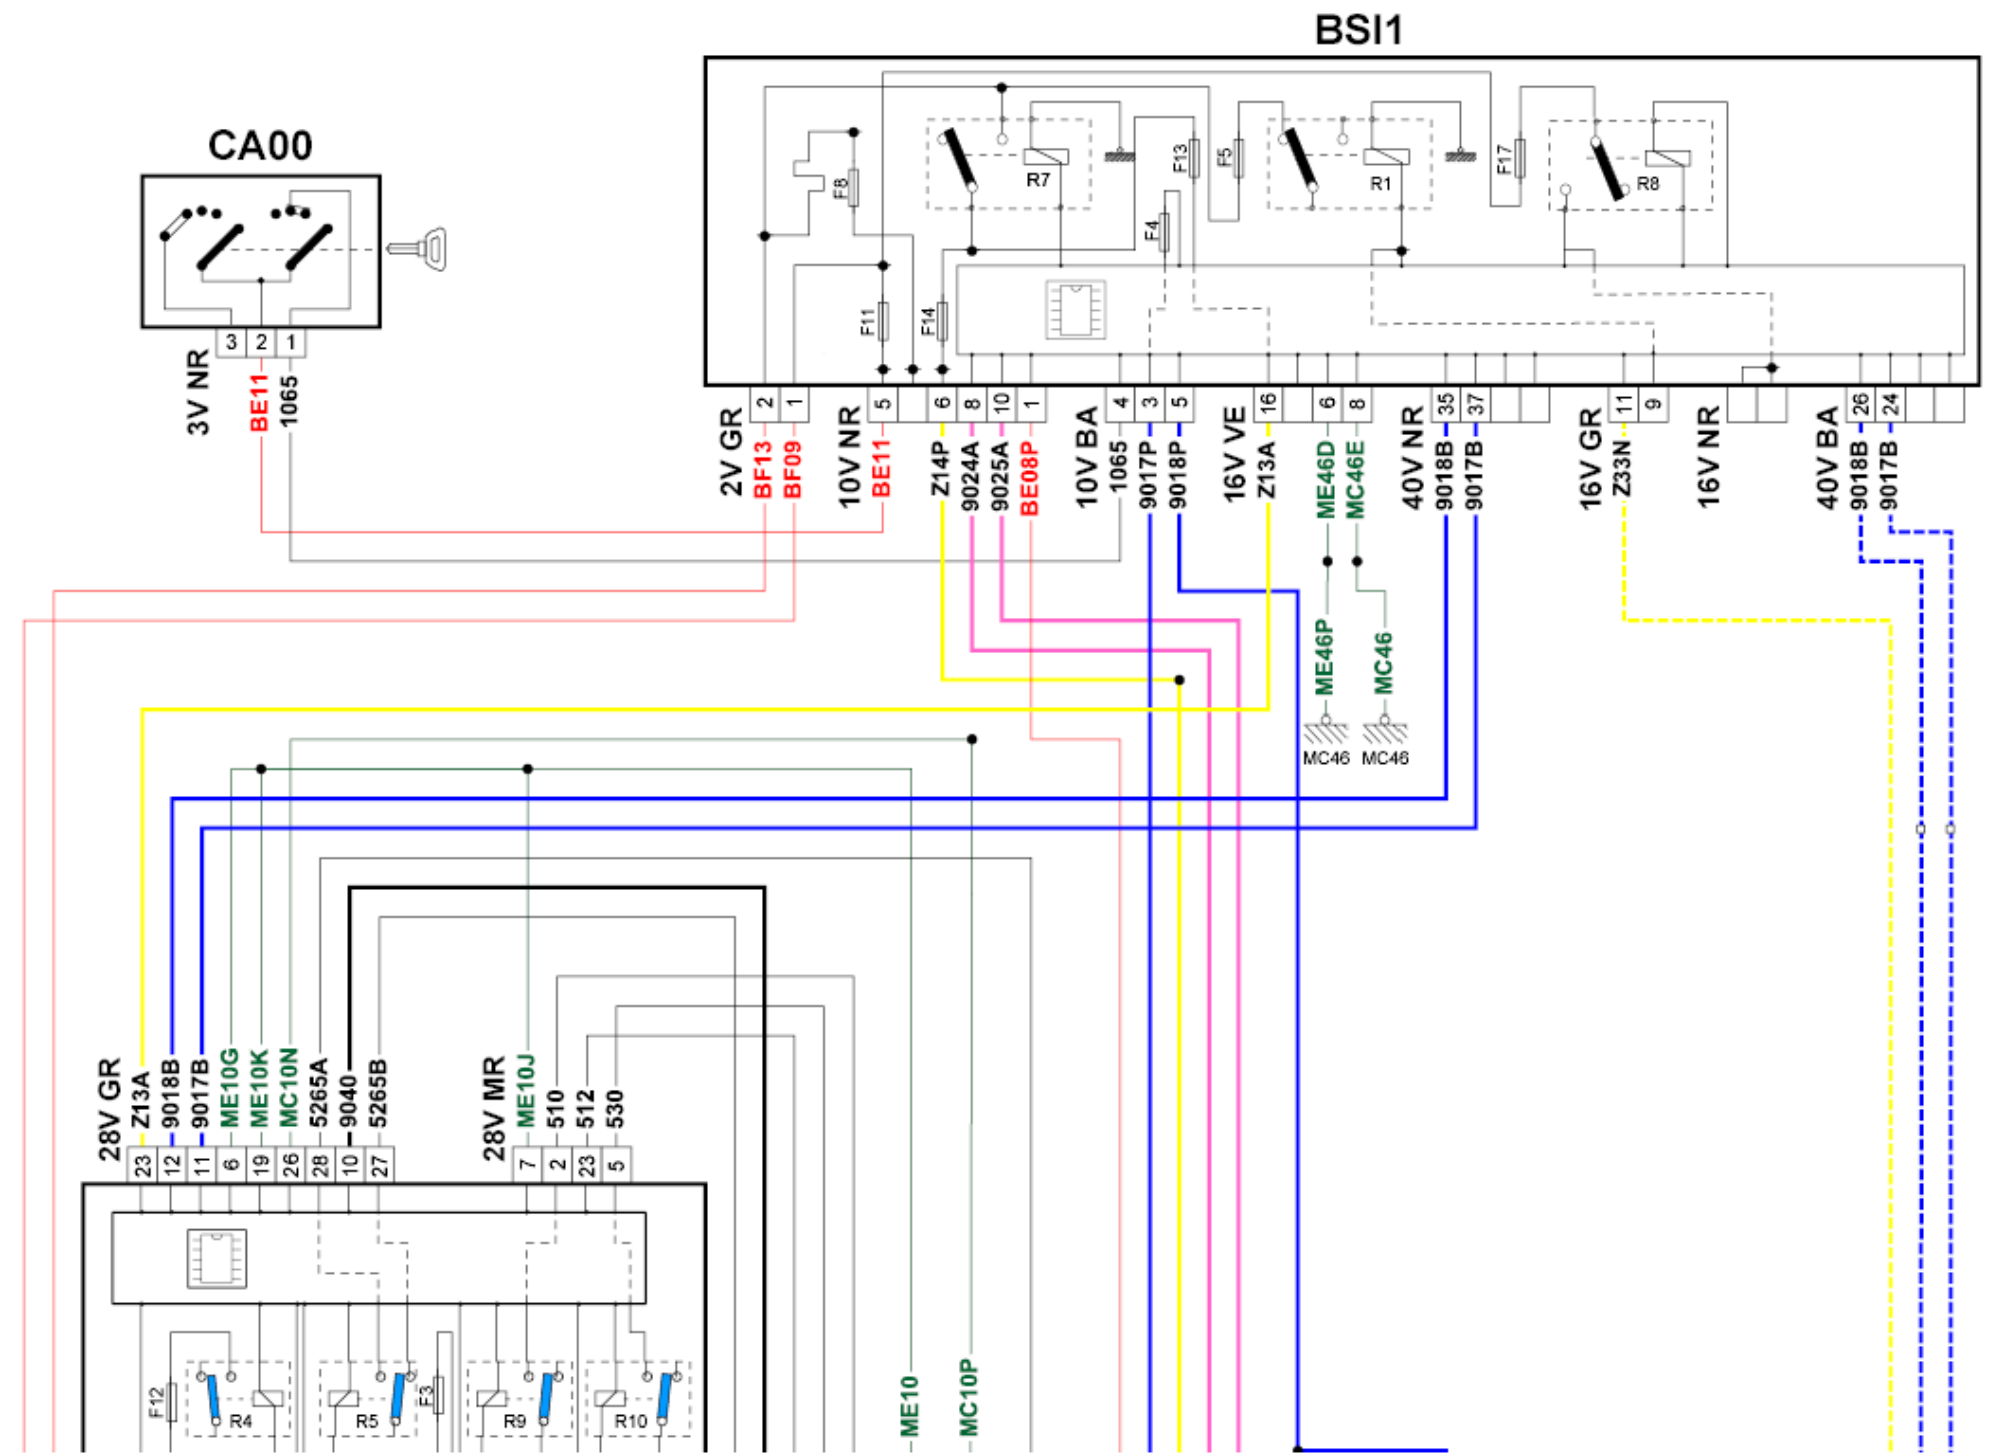 BSI1
CA00
F8
R7
F13
F5
R1
F17
R8
F4
F11
F14
3 2 1
3V NR
BE11
1065
2 1
5 6 8 10 1
4 3 5
16 6 8
35 37
11 9
26 24
2V GR
BF13
BF09
10V NR
BE11
Z14P
9024A
9025A
BE08P
10V BA
1065
9017P
9018P
16V VE
Z13A
ME46D
MC46E
40V NR
9018B
9017B
16V GR
Z33N
16V NR
40V BA
9018B
9017B
ME46P
MC46
MC46 MC46
28V GR
Z13A
9018B
9017B
ME10G
ME10K
MC10N
5265A
9040
5265B
28V MR
ME10J
510
512
530
23 12 11 6 19 26 28 10 27
7 2 23 5
F12
R4
R5
F3
R9
R10
ME10
MC10P